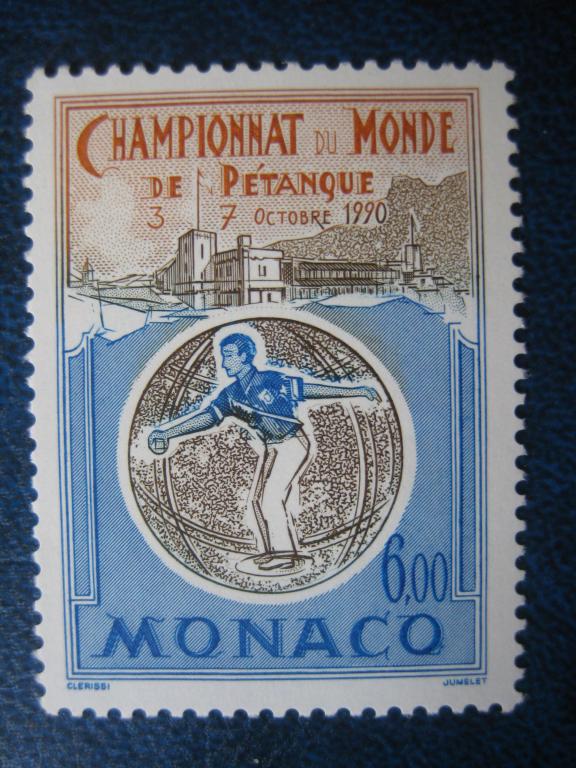 CHAMPIONNAT DU MONDE
DE PÉTANQUE
3 7 OCTOBRE 1990
6,00
MONACO
CLERISSI JUMELET